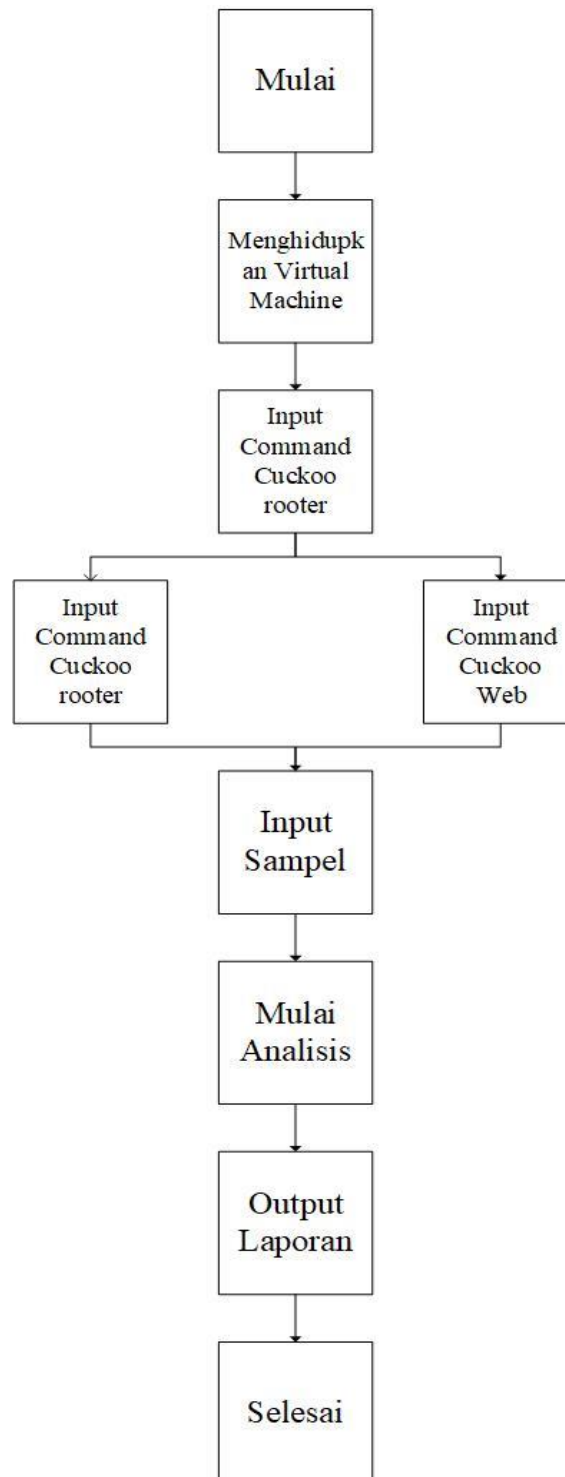 Mulai
Menghidupk
an Virtual
Machine
Input
Command
Cuckoo
rooter
Input
Command
Cuckoo
rooter
Input
Command
Cuckoo
Web
Input
Sampel
Mulai
Analisis
Output
Laporan
Selesai